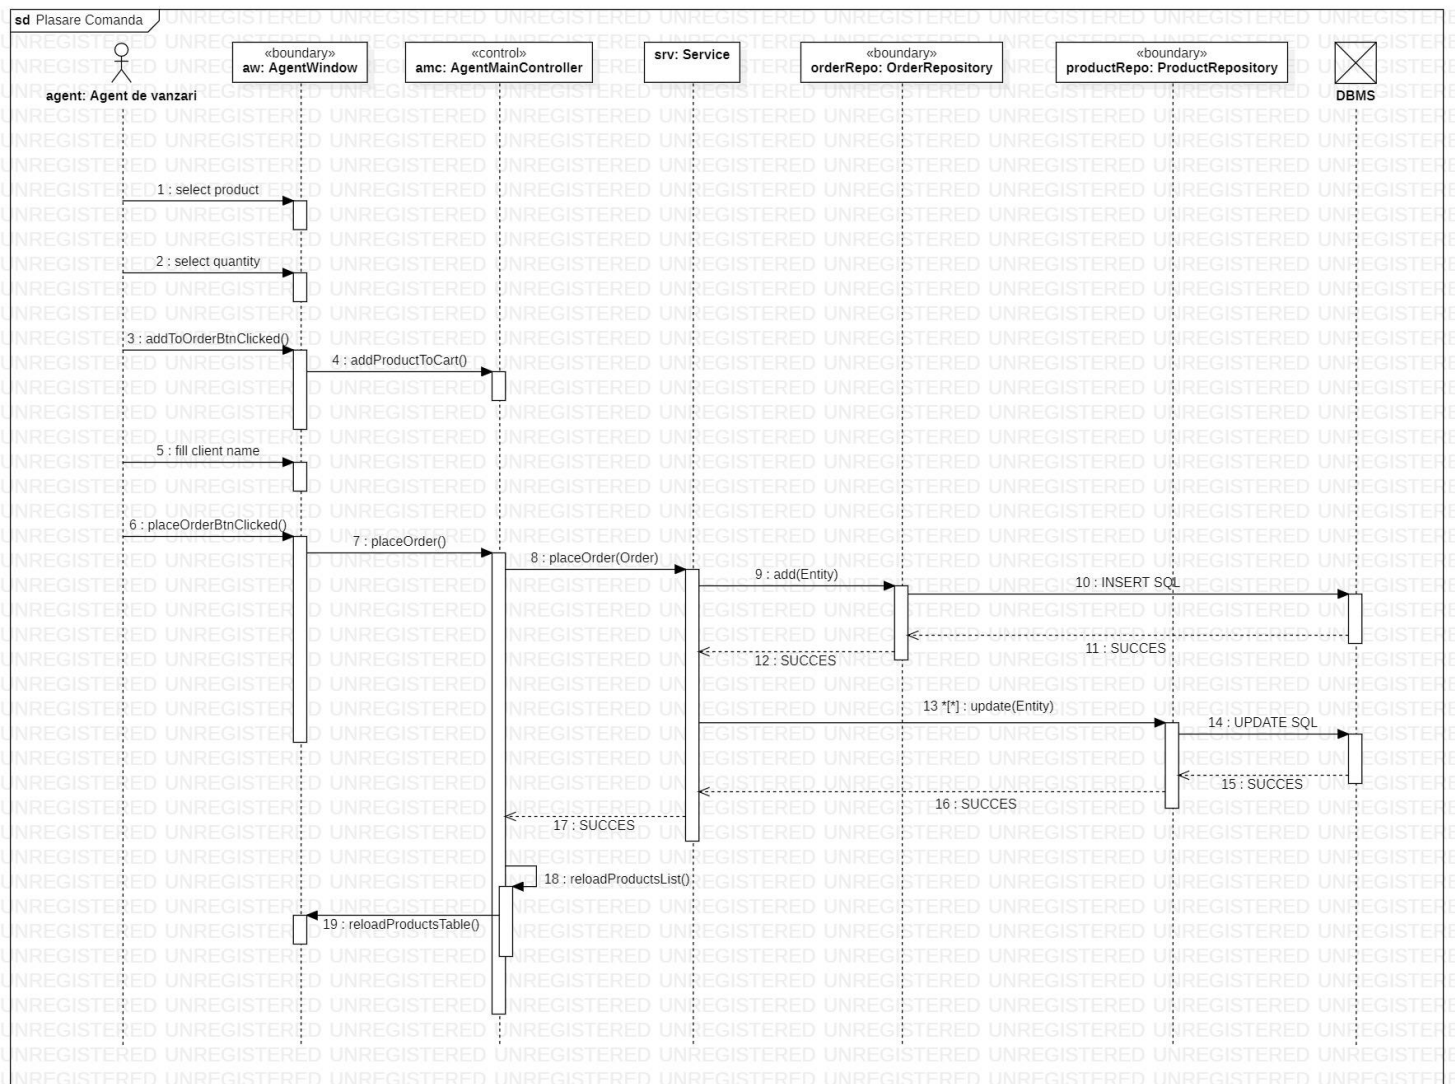 sd Plasare Comanda
agent: Agent de vanzari
«boundary»
aw: AgentWindow
«control»
amc: AgentMainController
srv: Service
«boundary»
orderRepo: OrderRepository
«boundary»
productRepo: ProductRepository
DBMS
1 : select product
2 : select quantity
3 : addToOrderBtnClicked()
4 : addProductToCart()
5 : fill client name
6 : placeOrderBtnClicked()
7 : placeOrder()
8 : placeOrder(Order)
9 : add(Entity)
10 : INSERT SQL
11 : SUCCES
12 : SUCCES
13 *[*] : update(Entity)
14 : UPDATE SQL
15 : SUCCES
16 : SUCCES
17 : SUCCES
18 : reloadProductsList()
19 : reloadProductsTable()
UNREGISTERED